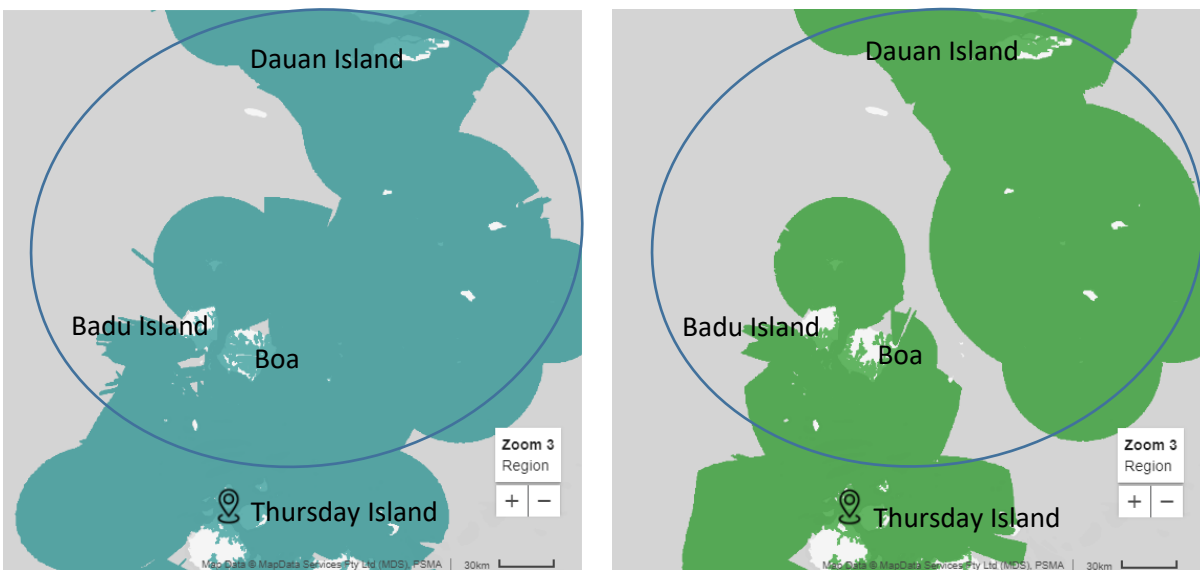 Dauan Island
Badu Island
Boa
Zoom 3
Region
+ −
Thursday Island
Map Data © MapData Services Pty Ltd (MDS), PSMA | 30km
Dauan Island
Badu Island
Boa
Zoom 3
Region
+ −
Thursday Island
Map Data © MapData Services Pty Ltd (MDS), PSMA | 30km